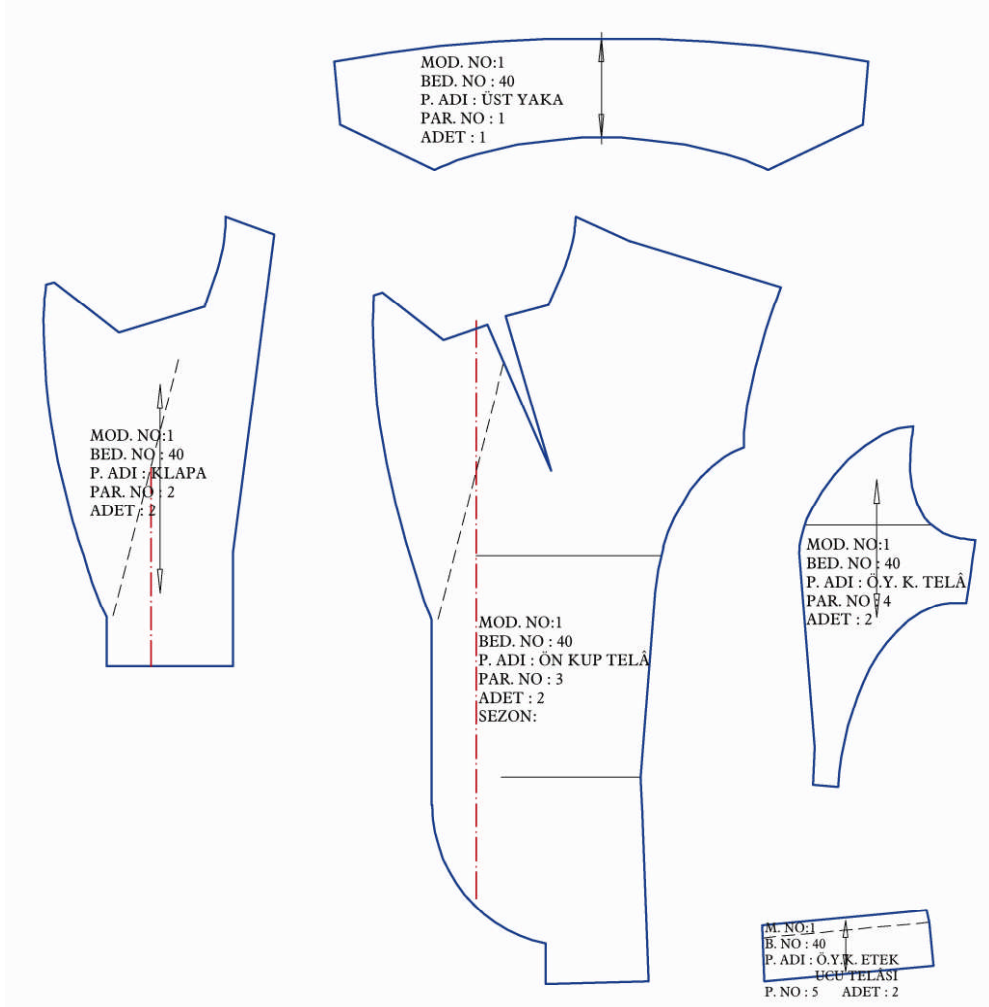 MOD. NO:1
BED. NO : 40
P. ADI : ÜST YAKA
PAR. NO : 1
ADET : 1
MOD. NO:1
BED. NO : 40
P. ADI : KLAPA
PAR. NO : 2
ADET : 2
MOD. NO:1
BED. NO : 40
P. ADI : ÖN KUP TELÂ
PAR. NO : 3
ADET : 2
SEZON:
MOD. NO:1
BED. NO : 40
P. ADI : Ö.Y. K. TELÂ
PAR. NO : 4
ADET : 2
M. NO:1
B. NO : 40
P. ADI : Ö.Y.K. ETEK
UCU TELÂSI
P. NO : 5 ADET : 2